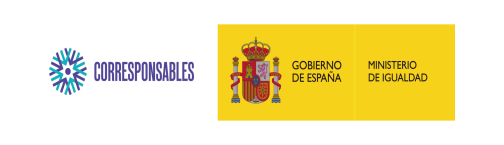 CORRESPONSABLES
GOBIERNO
DE ESPAÑA
MINISTERIO
DE IGUALDAD